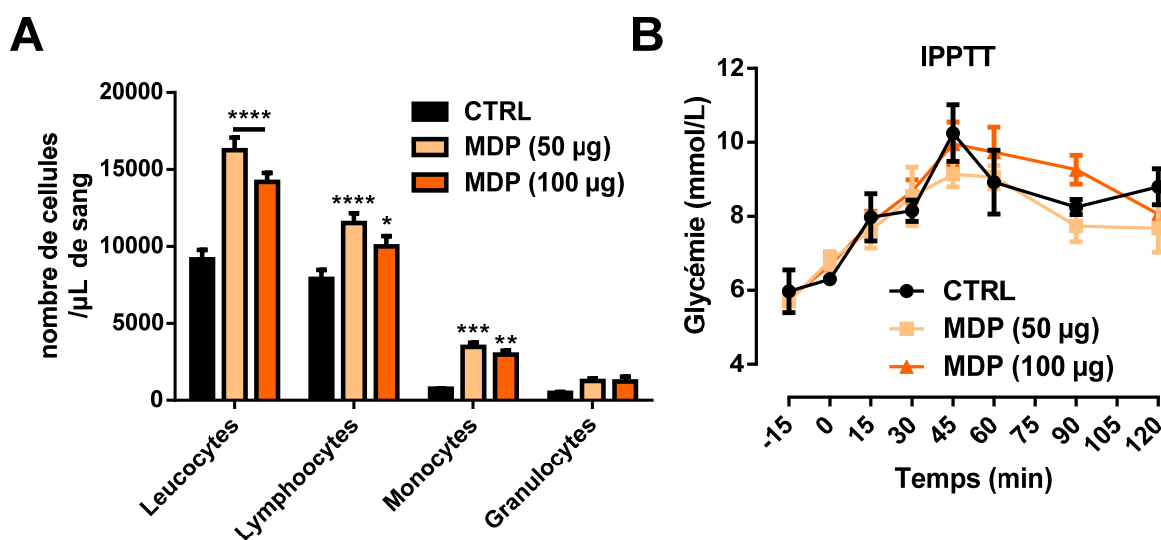 A
nombre de cellules
/µL de sang
20000
15000
10000
5000
0
****
****
*
***
**
CTRL
MDP (50 µg)
MDP (100 µg)
Leucocytes
Lymphoocytes
Monocytes
Granulocytes
B
IPPTT
Glycémie (mmol/L)
12
10
8
6
4
CTRL
MDP (50 µg)
MDP (100 µg)
-15
0
15
30
45
60
75
90
105
120
Temps (min)